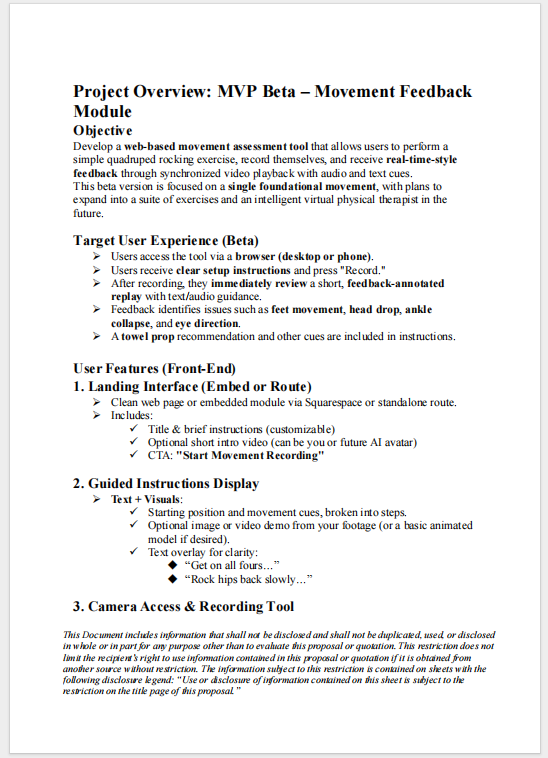 Project Overview: MVP Beta – Movement Feedback
Module
Objective
Develop a web-based movement assessment tool that allows users to perform a
simple quadruped rocking exercise, record themselves, and receive real-time-style
feedback through synchronized video playback with audio and text cues.
This beta version is focused on a single foundational movement, with plans to
expand into a suite of exercises and an intelligent virtual physical therapist in the
future.
Target User Experience (Beta)
➢ Users access the tool via a browser (desktop or phone).
➢ Users receive clear setup instructions and press "Record."
➢ After recording, they immediately review a short, feedback-annotated
replay with text/audio guidance.
➢ Feedback identifies issues such as feet movement, head drop, ankle
collapse, and eye direction.
➢ A towel prop recommendation and other cues are included in instructions.
User Features (Front-End)
1. Landing Interface (Embed or Route)
➢ Clean web page or embedded module via Squarespace or standalone route.
➢ Includes:
✓ Title & brief instructions (customizable)
✓ Optional short intro video (can be you or future AI avatar)
✓ CTA: "Start Movement Recording"
2. Guided Instructions Display
➢ Text + Visuals:
✓ Starting position and movement cues, broken into steps.
✓ Optional image or video demo from your footage (or a basic animated
model if desired).
✓ Text overlay for clarity:
◆ “Get on all fours…”
◆ “Rock hips back slowly…”
3. Camera Access & Recording Tool
This Document includes information that shall not be disclosed and shall not be duplicated, used, or disclosed
in whole or in part for any purpose other than to evaluate this proposal or quotation. This restriction does not
limit the recipient's right to use information contained in this proposal or quotation if it is obtained from
another source without restriction. The information subject to this restriction is contained on sheets with the
following disclosure legend: “Use or disclosure of information contained on this sheet is subject to the
restriction on the title page of this proposal.”